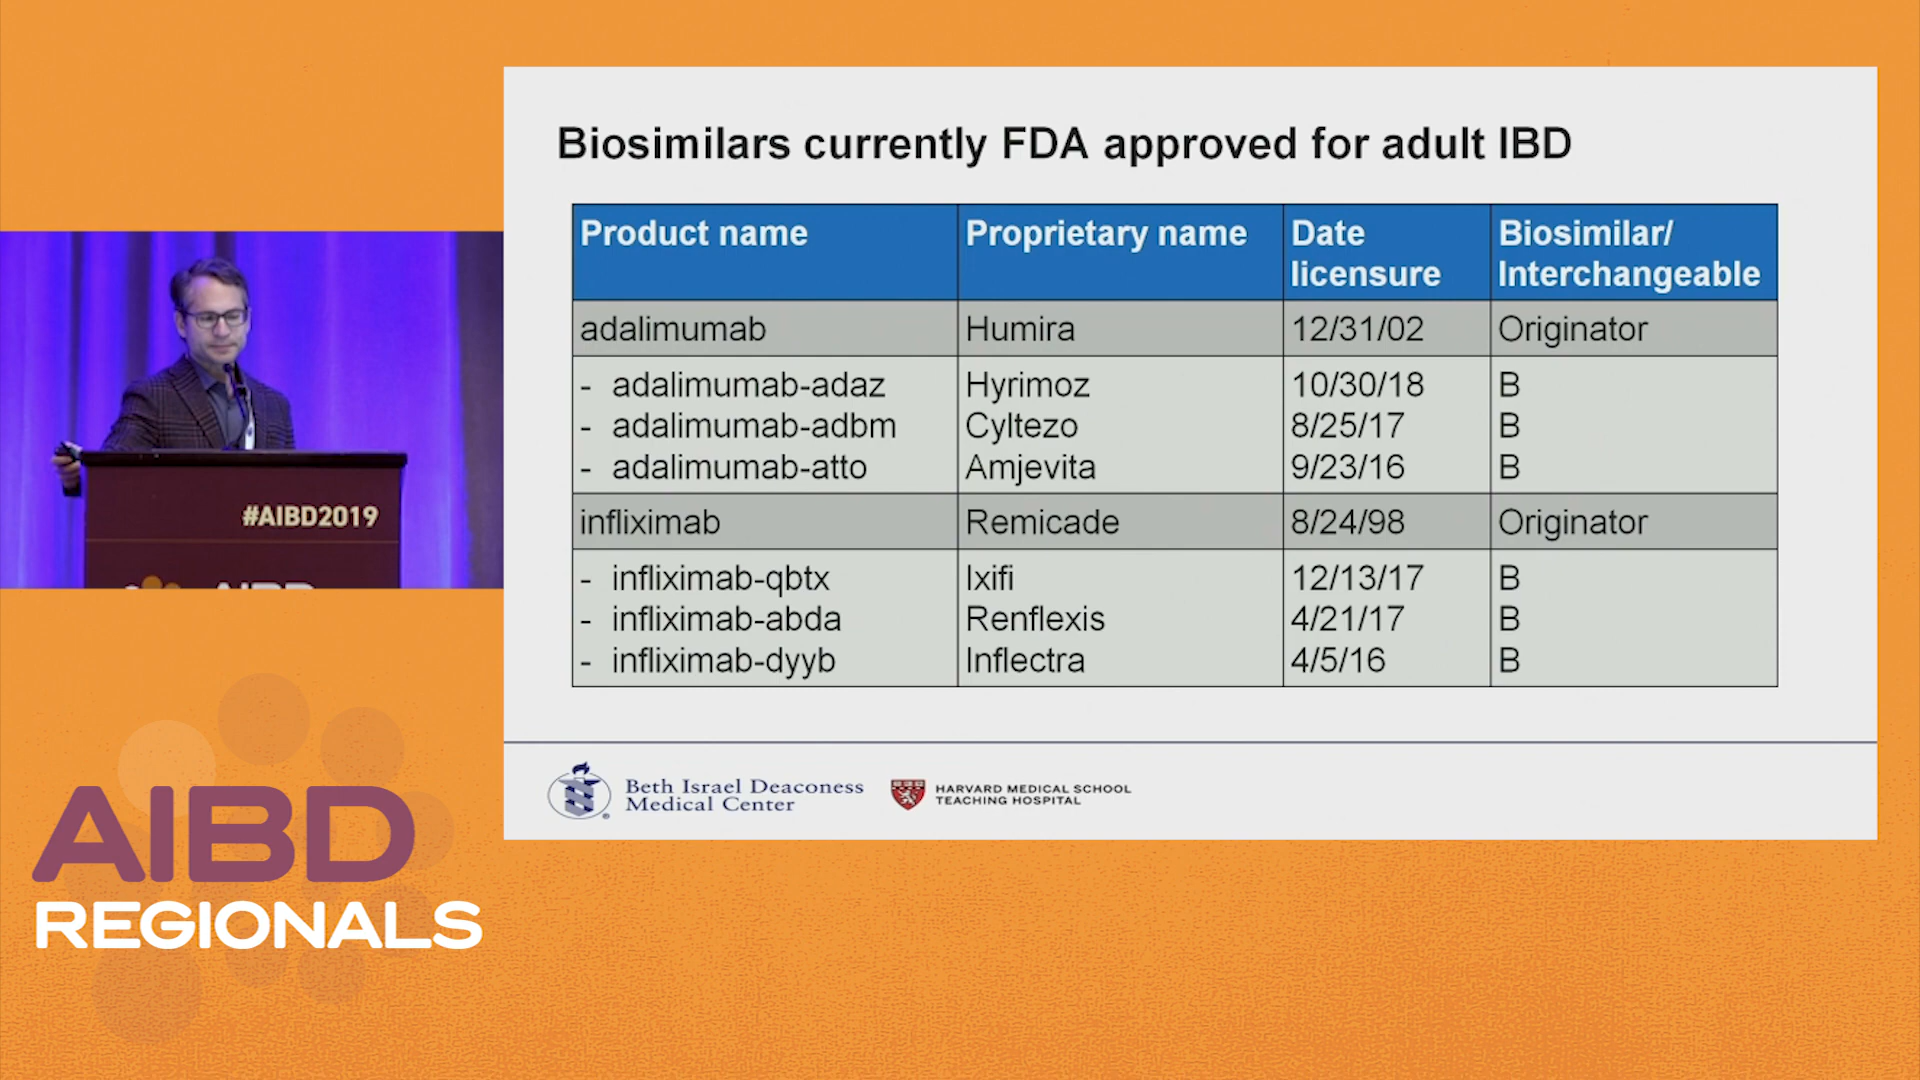 Biosimilars currently FDA approved for adult IBD
Product name
Proprietary name
Date
licensure
Biosimilar/
Interchangeable
adalimumab
Humira
12/31/02
Originator
- adalimumab-adaz
Hyrimoz
10/30/18
B
- adalimumab-adbm
Cyltezo
8/25/17
B
- adalimumab-atto
Amjevita
9/23/16
B
infliximab
Remicade
8/24/98
Originator
- infliximab-qbtx
Ixifi
12/13/17
B
- infliximab-abda
Renflexis
4/21/17
B
- infliximab-dyyb
Inflectra
4/5/16
B
Beth Israel Deaconess
Medical Center
HARVARD MEDICAL SCHOOL
TEACHING HOSPITAL
#AIBD2019
AIBD
AIBD
REGIONALS